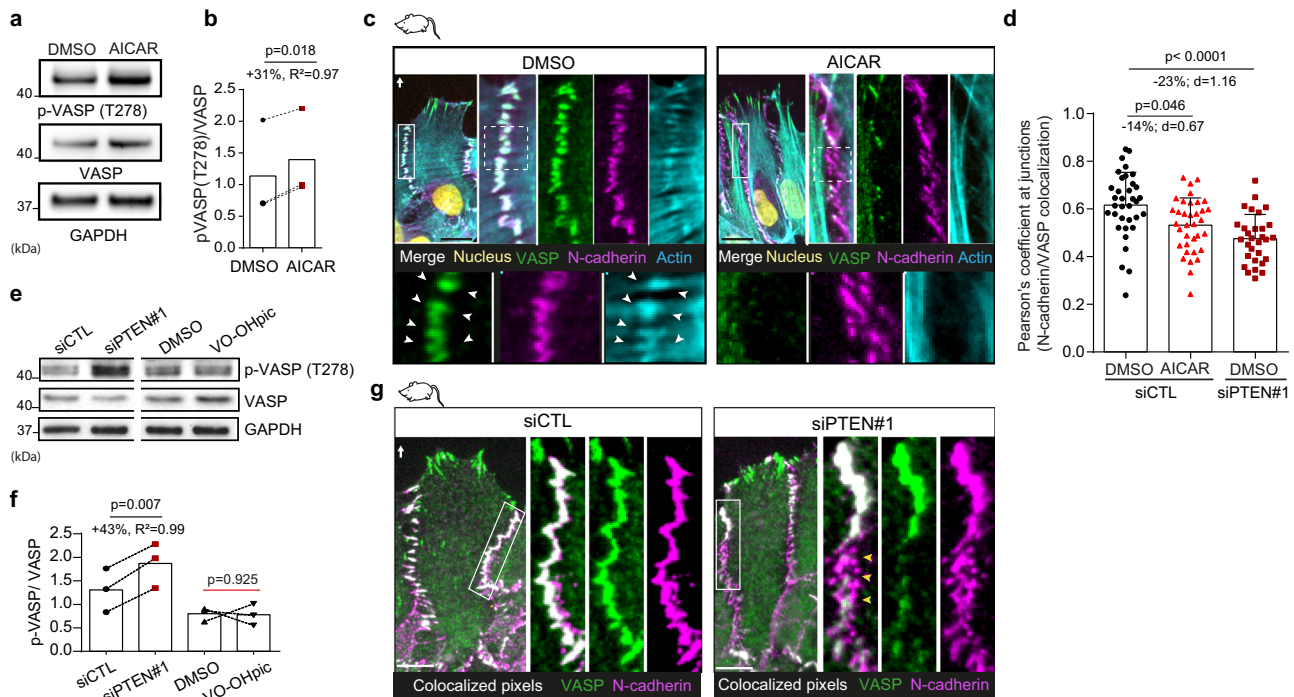 a
DMSO AICAR
40
p-VASP (T278)
40
VASP
37
GAPDH
(kDa)
b
p=0.018
+31%, R²=0.97
pVASP(T278)/VASP
2.5
2.0
1.5
1.0
0.5
0.0
DMSO AICAR
c
DMSO
AICAR
Merge Nucleus VASP N-cadherin Actin
Merge Nucleus VASP N-cadherin Actin
d
p< 0.0001
-23%; d=1.16
p=0.046
-14%; d=0.67
Pearson's coefficient at junctions
(N-cadherin/VASP colocalization)
1.0
0.8
0.6
0.4
0.2
0.0
DMSO AICAR DMSO
siCTL siPTEN#1
e
siCTL siPTEN#1 DMSO VO-OHpic
40 p-VASP (T278)
40 VASP
37 GAPDH
(kDa)
f
p=0.007
+43%, R²=0.99
p=0.925
p-VASP/ VASP
2.5
2.0
1.5
1.0
0.5
0.0
siCTL siPTEN#1 DMSO VO-OHpic
g
siCTL
siPTEN#1
Colocalized pixels VASP N-cadherin
Colocalized pixels VASP N-cadherin